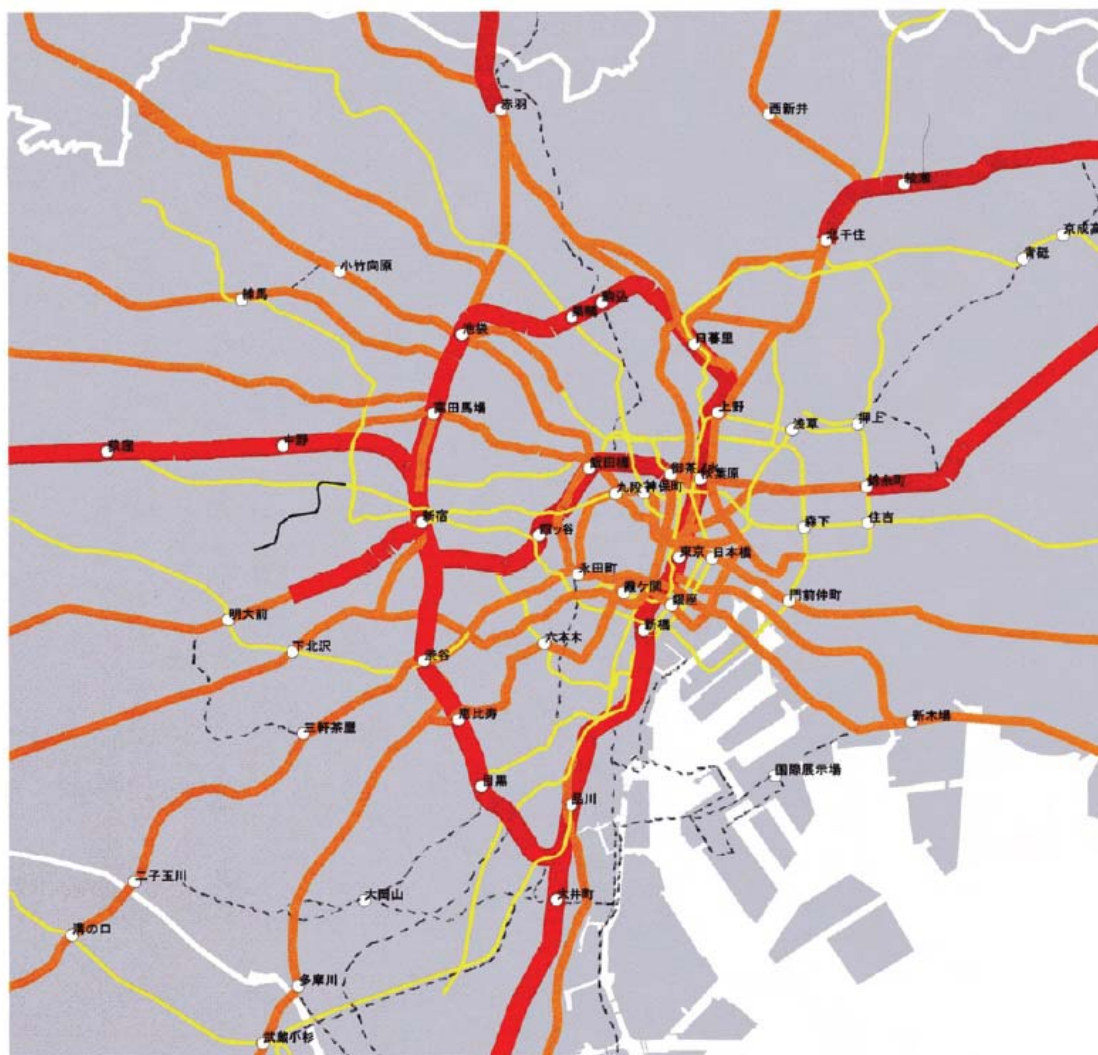 赤羽
西新井
綾瀬
北千住
京成高
青砥
小竹向原
練馬
巣鴨
駒込
池袋
日暮里
高田馬場
上野
浅草
押上
荻窪
中野
飯田橋
御茶ノ水
秋葉原
九段
神保町
錦糸町
新宿
森下
住吉
四ッ谷
東京
日本橋
永田町
霞ケ関
銀座
門前仲町
明大前
新橋
六本木
下北沢
渋谷
恵比寿
新木場
三軒茶屋
国際展示場
目黒
品川
二子玉川
大岡山
大井町
溝の口
多摩川
武蔵小杉